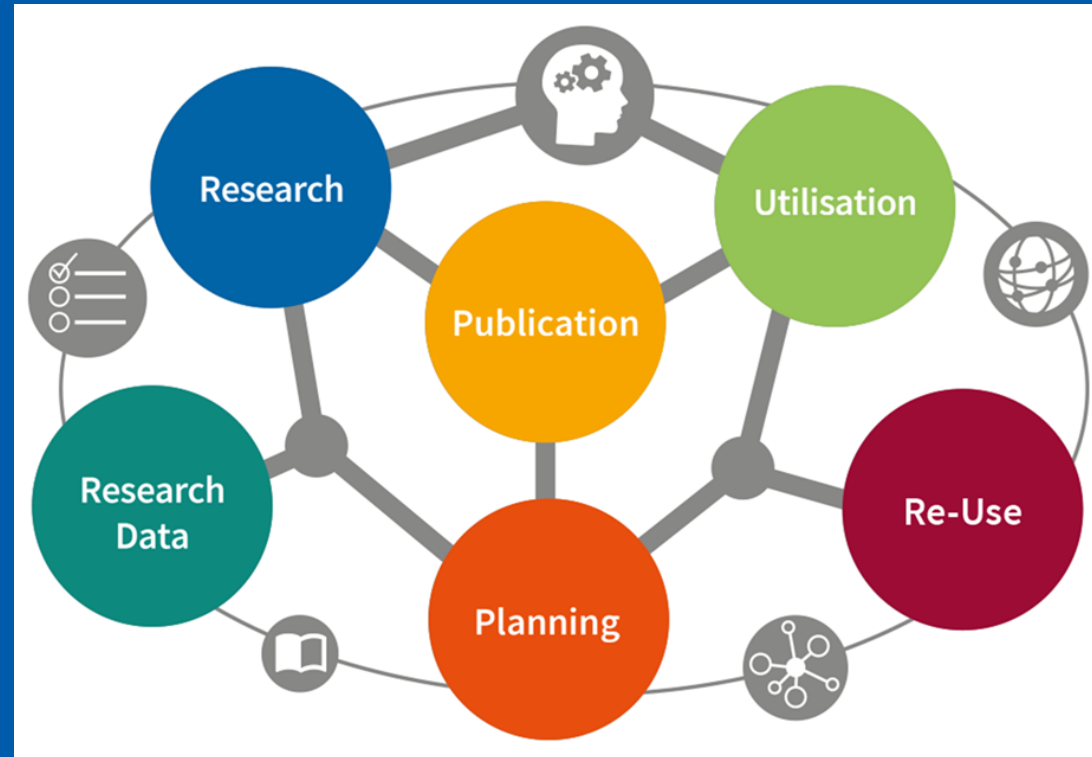 Research
Utilisation
Publication
Research
Data
Re-Use
Planning